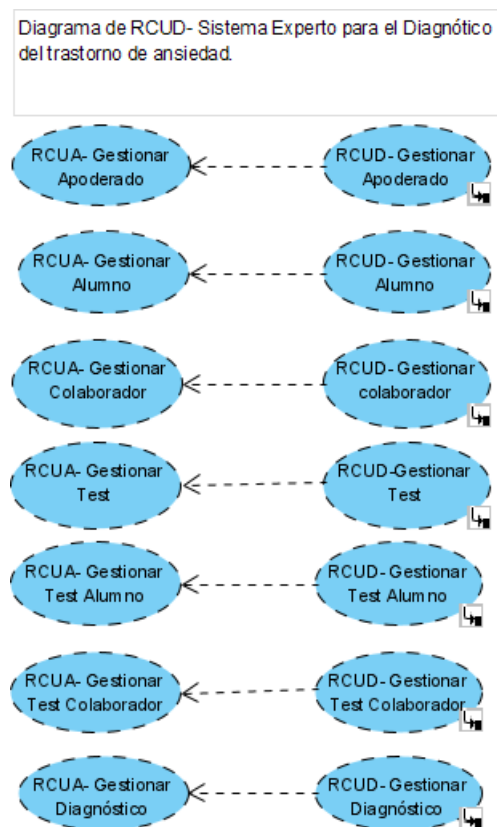 Diagrama de RCUD- Sistema Experto para el Diagnótico
del trastorno de ansiedad.
RCUA- Gestionar
Apoderado
RCUD- Gestionar
Apoderado
RCUA- Gestionar
Alumno
RCUD- Gestionar
Alumno
RCUA- Gestionar
Colaborador
RCUD- Gestionar
colaborador
RCUA- Gestionar
Test
RCUD-Gestionar
Test
RCUA- Gestionar
Test Alumno
RCUD- Gestionar
Test Alumno
RCUA- Gestionar
Test Colaborador
RCUD- Gestionar
Test Colaborador
RCUA- Gestionar
Diagnóstico
RCUD- Gestionar
Diagnóstico